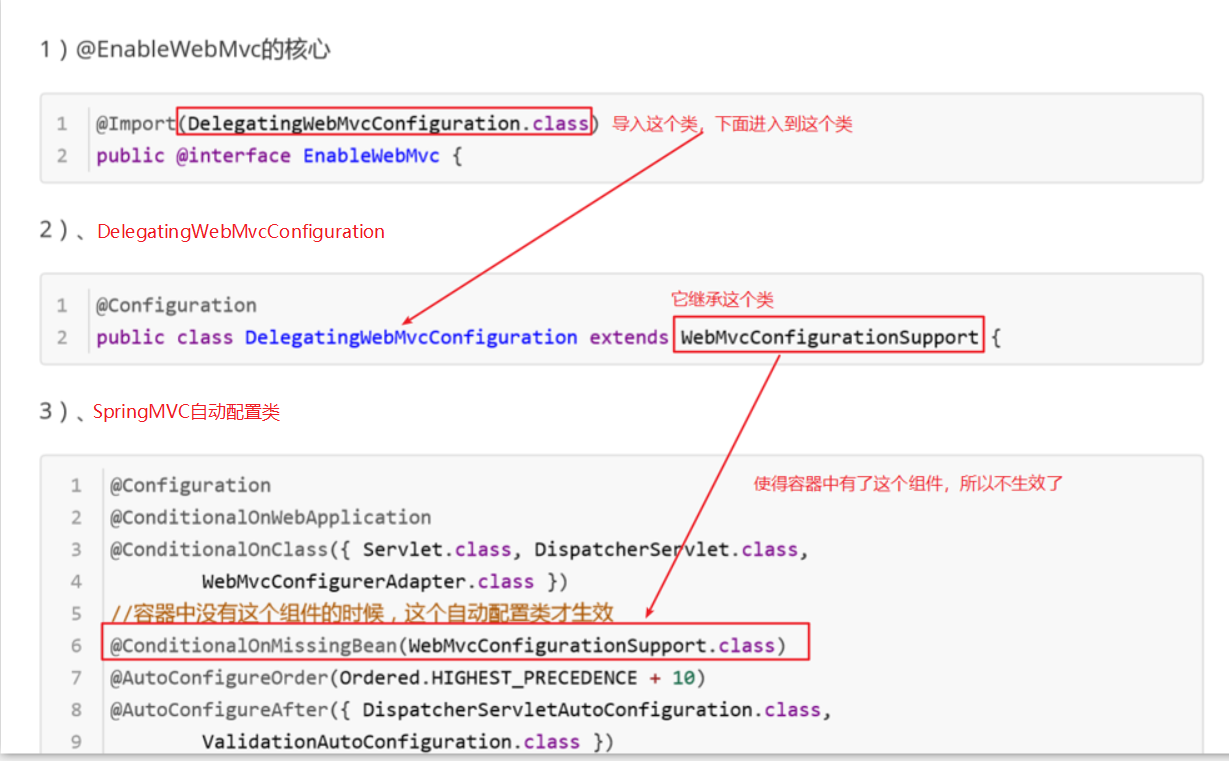 1）@EnableWebMvc的核心
1 @Import(DelegatingWebMvcConfiguration.class) 导入这个类，下面进入到这个类
2 public @interface EnableWebMvc {
2）、DelegatingWebMvcConfiguration
它继承这个类
1 @Configuration
2 public class DelegatingWebMvcConfiguration extends WebMvcConfigurationSupport {
3）、SpringMVC自动配置类
使得容器中有了这个组件，所以不生效了
1 @Configuration
2 @ConditionalOnWebApplication
3 @ConditionalOnClass({ Servlet.class, DispatcherServlet.class,
4 WebMvcConfigurerAdapter.class })
5 //容器中没有这个组件的时候，这个自动配置类才生效
6 @ConditionalOnMissingBean(WebMvcConfigurationSupport.class)
7 @AutoConfigureOrder(Ordered.HIGHEST_PRECEDENCE + 10)
8 @AutoConfigureAfter({ DispatcherServletAutoConfiguration.class,
9 ValidationAutoConfiguration.class })